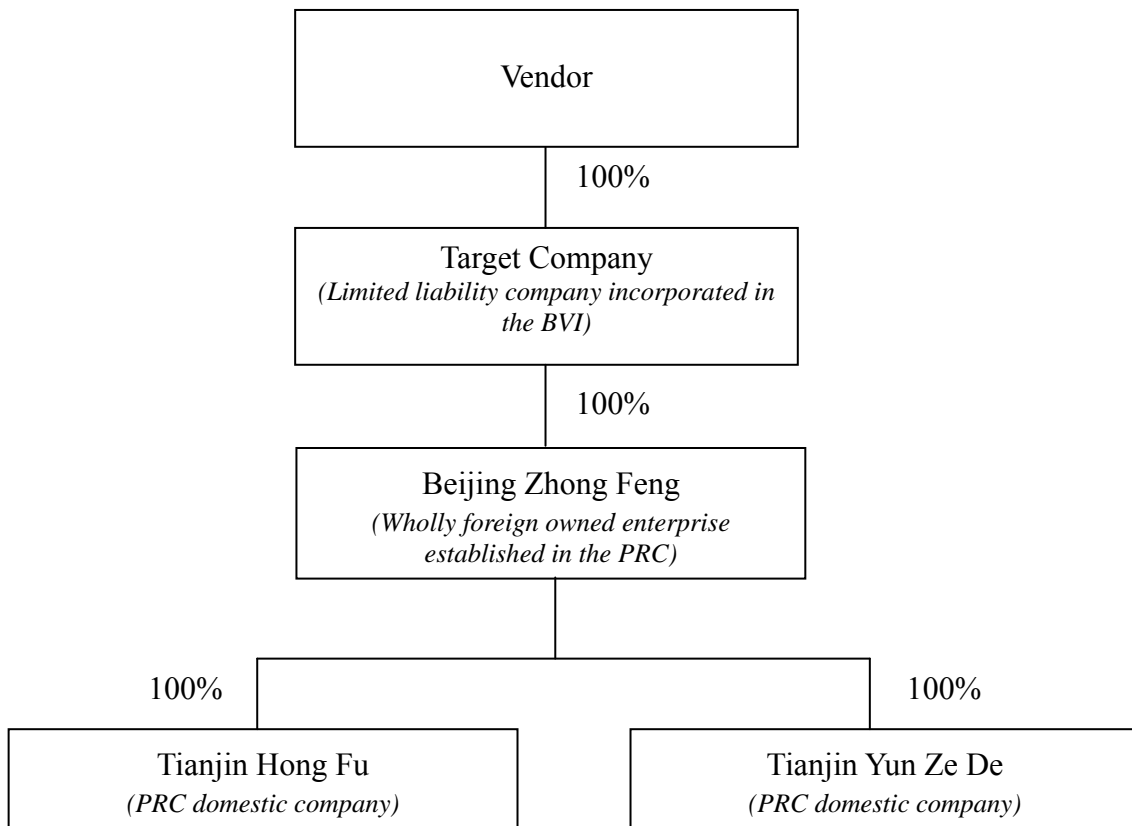 Vendor
100%
Target Company
(Limited liability company incorporated in
the BVI)
100%
Beijing Zhong Feng
(Wholly foreign owned enterprise
established in the PRC)
100%
100%
Tianjin Hong Fu
(PRC domestic company)
Tianjin Yun Ze De
(PRC domestic company)